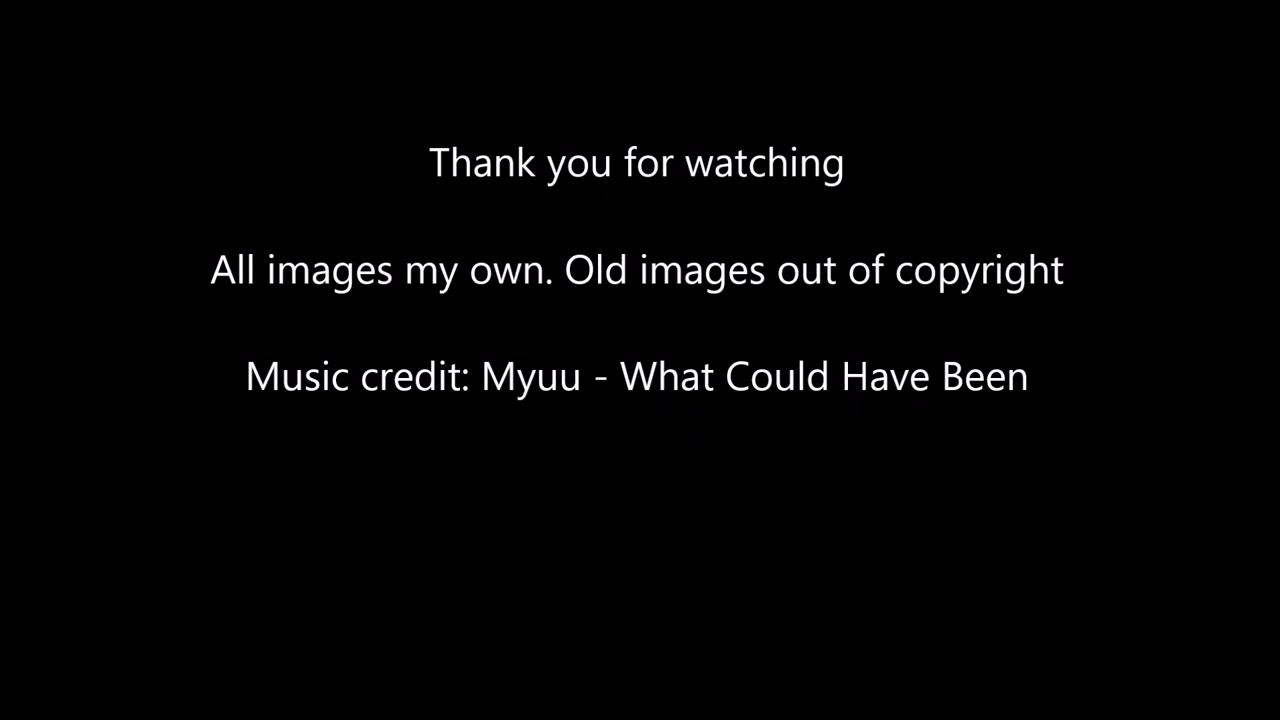 Thank you for watching
All images my own. Old images out of copyright
Music credit: Myuu - What Could Have Been